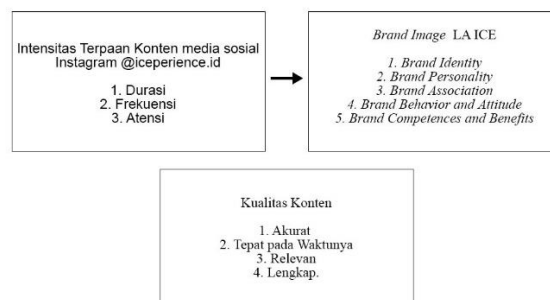 Intensitas Terpaan Konten media sosial
Instagram @iceperience.id
1. Durasi
2. Frekuensi
3. Atensi
Brand Image LA ICE
1. Brand Identity
2. Brand Personality
3. Brand Association
4. Brand Behavior and Attitude
5. Brand Competences and Benefits
Kualitas Konten
1. Akurat
2. Tepat pada Waktunya
3. Relevan
4. Lengkap.